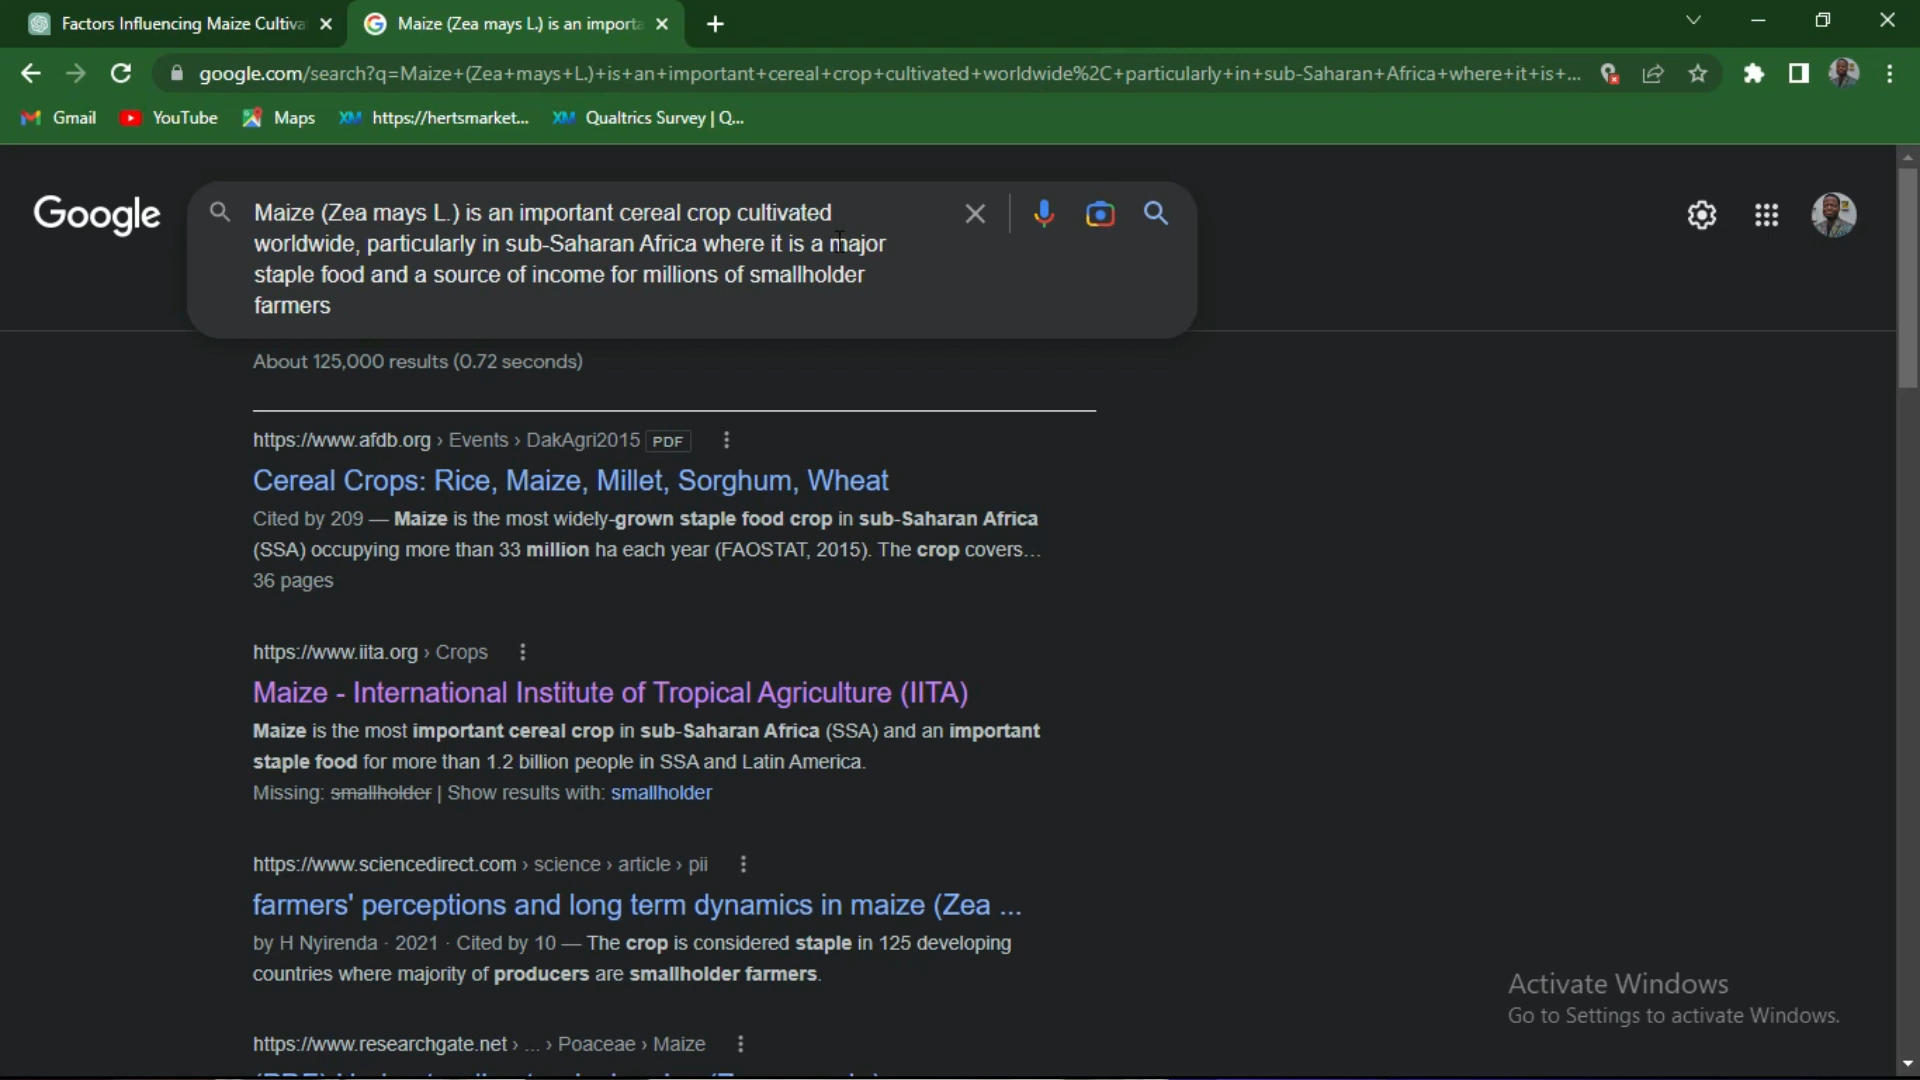 Factors Influencing Maize Cultiva
Maize (Zea mays L.) is an importa
google.com/search?q=Maize+(Zea+mays+L.)+is+an+important+cereal+crop+cultivated+worldwide%2C+particularly+in+sub-Saharan+Africa+where+it+is+...
Gmail YouTube Maps XM https://hertsmarket... XM Qualtrics Survey | Q...
Google
Maize (Zea mays L.) is an important cereal crop cultivated
worldwide, particularly in sub-Saharan Africa where it is a major
staple food and a source of income for millions of smallholder
farmers
About 125,000 results (0.72 seconds)
https://www.afdb.org › Events › DakAgri2015 PDF
Cereal Crops: Rice, Maize, Millet, Sorghum, Wheat
Cited by 209 — Maize is the most widely-grown staple food crop in sub-Saharan Africa
(SSA) occupying more than 33 million ha each year (FAOSTAT, 2015). The crop covers...
36 pages
https://www.iita.org › Crops
Maize - International Institute of Tropical Agriculture (IITA)
Maize is the most important cereal crop in sub-Saharan Africa (SSA) and an important
staple food for more than 1.2 billion people in SSA and Latin America.
Missing: smallholder | Show results with: smallholder
https://www.sciencedirect.com › science › article › pii
farmers' perceptions and long term dynamics in maize (Zea ...
by H Nyirenda · 2021 · Cited by 10 — The crop is considered staple in 125 developing
countries where majority of producers are smallholder farmers.
Activate Windows
Go to Settings to activate Windows.
https://www.researchgate.net › ... › Poaceae › Maize